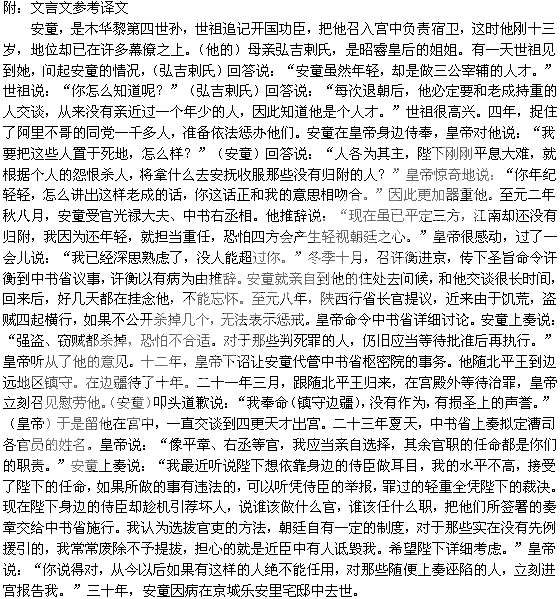 附：文言文参考译文
安童，是木华黎第四世孙，世祖追记开国功臣，把他召入宫中负责宿卫，这时他刚十三
岁，地位却已在许多幕僚之上。（他的）母亲弘吉剌氏，是昭睿皇后的姐姐。有一天世祖见
到她，问起安童的情况，（弘吉剌氏）回答说：“安童虽然年轻，却是做三公宰辅的人才。”
世祖说：“你怎么知道呢？”（弘吉剌氏）回答说：“每次退朝后，他必定要和老成持重的
人交谈，从来没有亲近过一个年少的人，因此知道他是个人才。”世祖很高兴。四年，捉住
了阿里不哥的同党一千多人，准备依法惩办他们。安童在皇帝身边侍奉，皇帝对他说：“我
要把这些人置于死地，怎么样？”（安童）回答说：“人各为其主，陛下刚刚平息大难，就
根据个人的怨恨杀人，将拿什么去安抚收服那些没有归附的人？”皇帝惊奇地说：“你年纪
轻轻，怎么讲出这样老成的话，你这话正和我的意思相吻合。”因此更加器重他。至元二年
秋八月，安童受官光禄大夫、中书右丞相。他推辞说：“现在虽已平定三方，江南却还没有
归附，我因为还年轻，就担当重任，恐怕四方会产生轻视朝廷之心。”皇帝很感动，过了一
会儿说：“我已经深思熟虑了，没人能超过你。”冬季十月，召许衡进京，传下圣旨命令许
衡到中书省议事，许衡以有病为由推辞。安童就亲自到他的住处去问候，和他交谈很长时间，
回来后，好几天都在挂念他，不能忘怀。至元八年，陕西行省长官提议，近来由于饥荒，盗
贼四起横行，如果不公开杀掉几个，无法表示惩戒。皇帝命令中书省详细讨论。安童上奏说：
“强盗、窃贼都杀掉，恐怕不合适。对于那些判死罪的人，仍旧应当等待批准后再执行。”
皇帝听从了他的意见。十二年，皇帝下诏让安童代管中书省枢密院的事务。他随北平王到边
远地区镇守。在边疆待了十年。二十一年三月，跟随北平王归来，在宫殿外等待治罪，皇帝
立刻召见慰劳他。（安童）叩头道歉说：“我奉命（镇守边疆），没有作为，有损圣上的声誉。”
（皇帝）于是留他在宫中，一直交谈到四更天才出宫。二十三年夏天，中书省上奏拟定漕司
各官员的姓名。皇帝说：“像平章、右丞等官，我应当亲自选择，其余官职的任命都是你们
的职责。”安童上奏说：“我最近听说陛下想依靠身边的侍臣做耳目，我的水平不高，接受
了陛下的任命，如果所做的事有违法的，可以听凭侍臣的举报，罪过的轻重全凭陛下的裁决。
现在陛下身边的侍臣却趁机引荐坏人，说谁该做什么官，谁该任什么职，把他们所签署的奏
章交给中书省施行。我认为选拔官吏的方法，朝廷自有一定的制度，对于那些实在没有先例
援引的，我常常废除不予提拔，担心的就是近臣中有人诋毁我。希望陛下详细考虑。”皇帝
说：“你说得对，从今以后如果有这样的人绝不能任用，对那些随便上奏诬陷的人，立刻进
宫报告我。”三十年，安童因病在京城乐安里宅邸中去世。